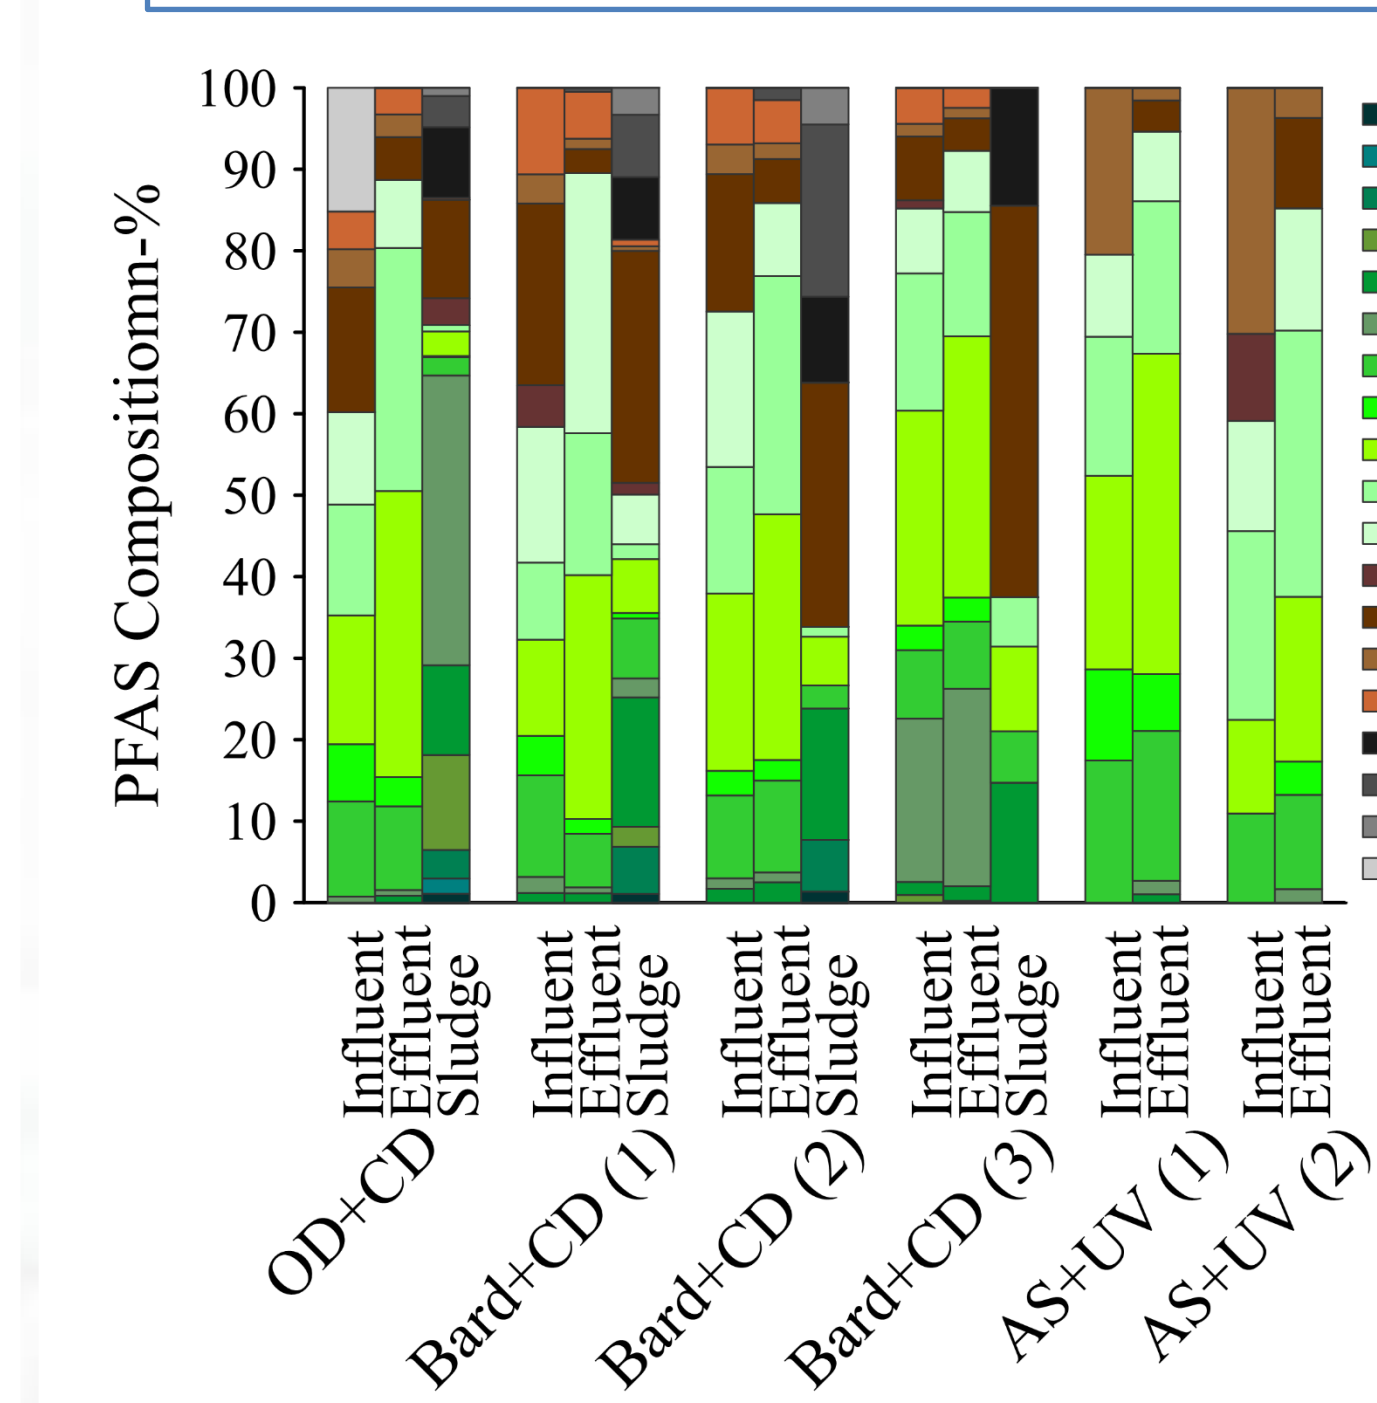 PFAS Compositiomn-%
100
90
80
70
60
50
40
30
20
10
0
Influent
Effluent
Sludge
Influent
Effluent
Sludge
Influent
Effluent
Sludge
Influent
Effluent
Sludge
Influent
Effluent
Influent
Effluent
OD+CD
Bard+CD (1)
Bard+CD (2)
Bard+CD (3)
AS+UV (1)
AS+UV (2)